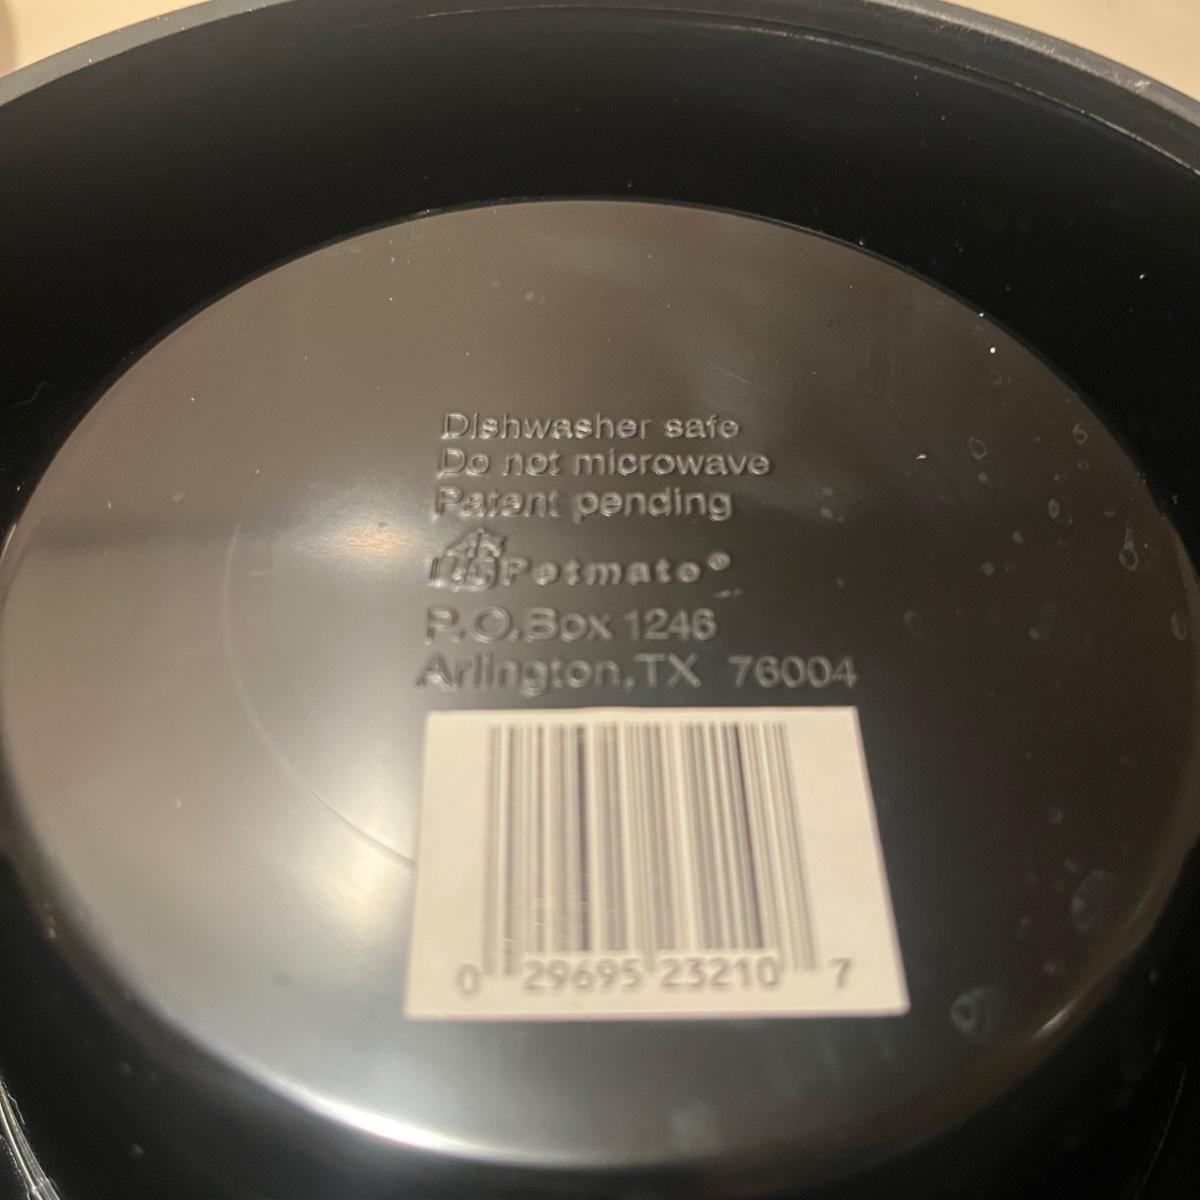 Dishwasher safe
Do not microwave
Patent pending
Petmate®
P.O.Box 1246
Arlington,TX 76004
0 29695 23210 7